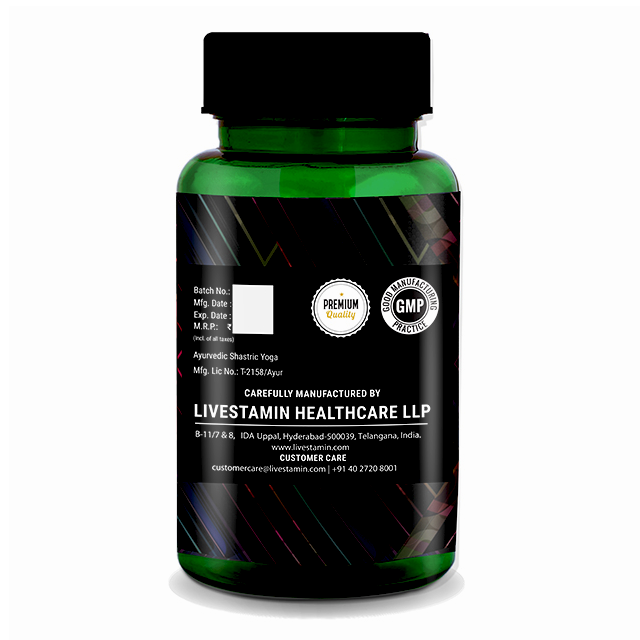 Batch No.:
Mfg. Date :
Exp. Date :
M.R.P.: ₹
(Incl. of all taxes)
PREMIUM
Quality
GOOD MANUFACTURING
GMP
PRACTICE
Ayurvedic Shastric Yoga
Mfg. Lic No.: T-2158/Ayur
CAREFULLY MANUFACTURED BY
LIVESTAMIN HEALTHCARE LLP
B-11/7 & 8, IDA Uppal, Hyderabad-500039, Telangana, India.
www.livestamin.com
CUSTOMER CARE
customercare@livestamin.com | +91 40 2720 8001